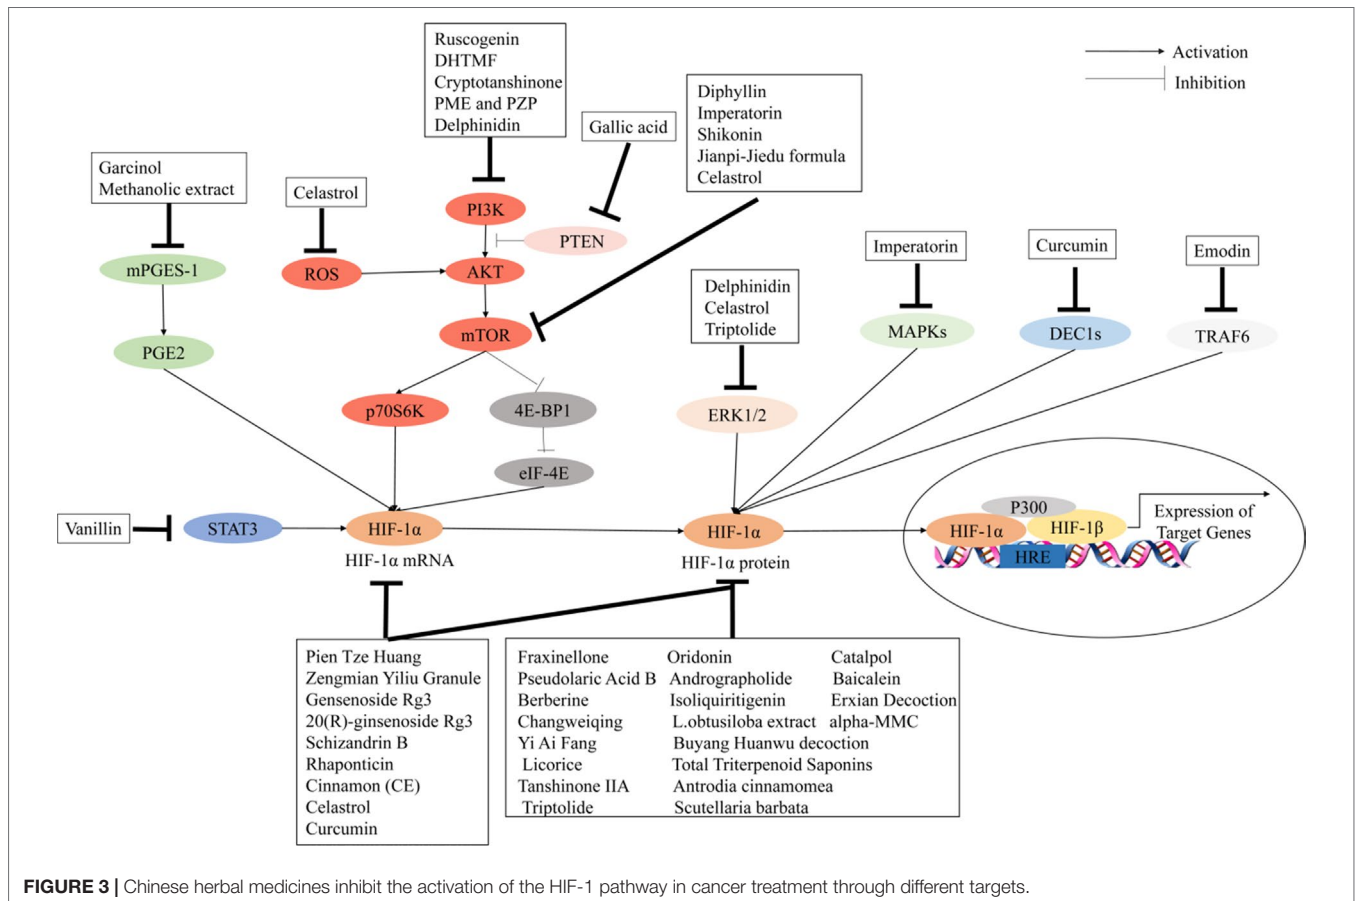 Ruscogenin
DHTMF
Cryptotanshinone
PME and PZP
Delphinidin
Activation
Inhibition
Gallic acid
Diphyllin
Imperatorin
Shikonin
Jianpi-Jiedu formula
Celastrol
Garcinol
Methanolic extract
Celastrol
PI3K
PTEN
Imperatorin
Curcumin
Emodin
mPGES-1
ROS
AKT
Delphinidin
Celastrol
Triptolide
mTOR
MAPKs
DEC1s
TRAF6
PGE2
p70S6K
4E-BP1
ERK1/2
eIF-4E
Vanillin
STAT3
HIF-1α
HIF-1α mRNA
HIF-1α
HIF-1α protein
P300
HIF-1α
HIF-1β
HRE
Expression of
Target Genes
Pien Tze Huang
Zengmian Yiliu Granule
Gensenoside Rg3
20(R)-ginsenoside Rg3
Schizandrin B
Rhaponticin
Cinnamon (CE)
Celastrol
Curcumin
Fraxinellone Oridonin Catalpol
Pseudolaric Acid B Andrographolide Baicalein
Berberine Isoliquiritigenin Erxian Decoction
Changweiqing L.obtusiloba extract alpha-MMC
Yi Ai Fang Buyang Huanwu decoction
Licorice Total Triterpenoid Saponins
Tanshinone IIA Antrodia cinnamomea
Triptolide Scutellaria barbata
FIGURE 3 | Chinese herbal medicines inhibit the activation of the HIF-1 pathway in cancer treatment through different targets.